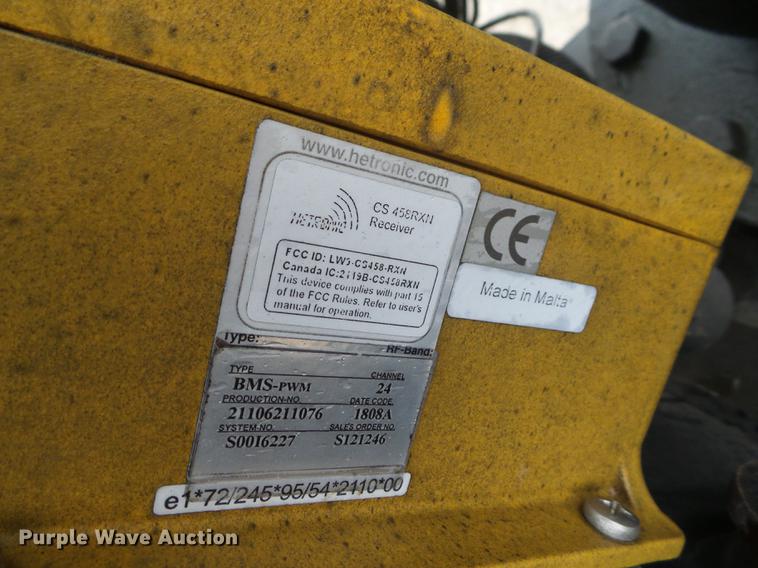 www.hetronic.com
HETRONIC
CS 458RXN
Receiver
FCC ID: LW9-CS458-RXN
Canada IC:2119B-CS458RXN
This device complies with part 15
of the FCC Rules. Refer to user's
manual for operation.
CE
Made in Malta
Type:
RF-Band:
TYPE CHANNEL
BMS-PWM 24
PRODUCTION-NO. DATE CODE
21106211076 1808A
SYSTEM-NO. SALES ORDER NO.
S0016227 S121246
e1*72/245*95/54*2110*00
Purple Wave Auction